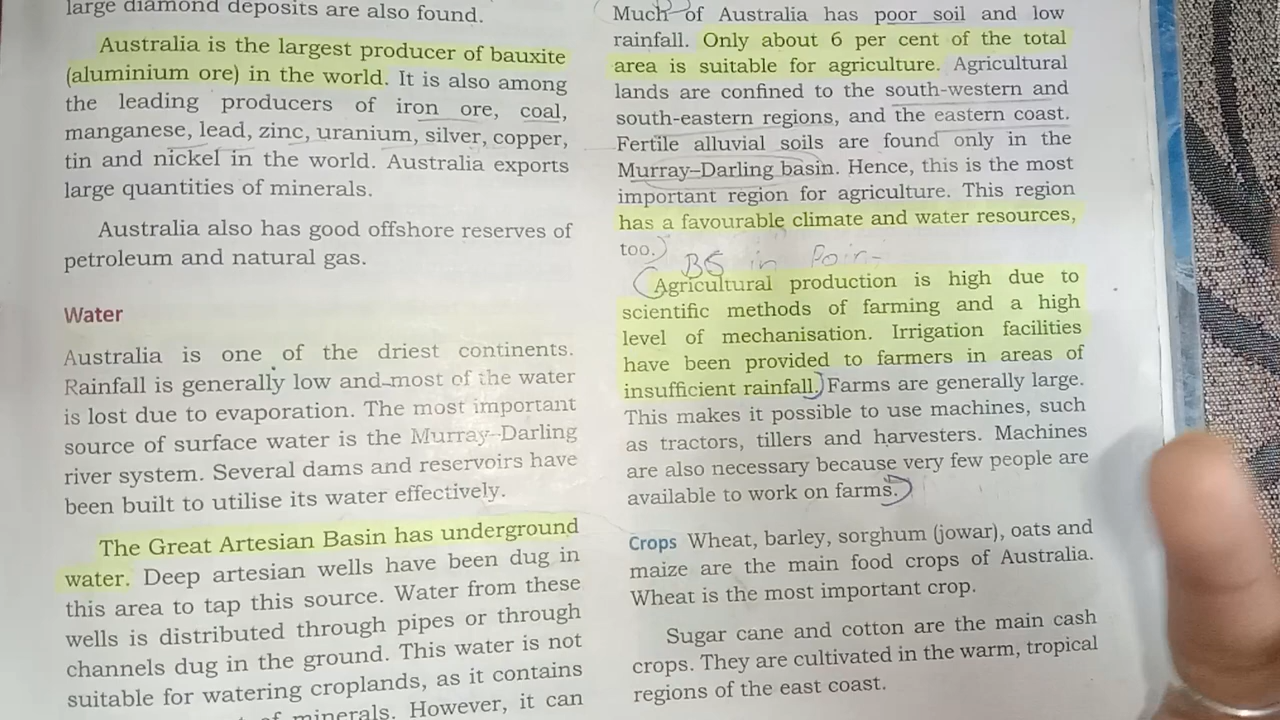 large diamond deposits are also found.
Australia is the largest producer of bauxite
(aluminium ore) in the world. It is also among
the leading producers of iron ore, coal,
manganese, lead, zinc, uranium, silver, copper,
tin and nickel in the world. Australia exports
large quantities of minerals.
Australia also has good offshore reserves of
petroleum and natural gas.
Water
Australia is one of the driest continents.
Rainfall is generally low and most of the water
is lost due to evaporation. The most important
source of surface water is the Murray–Darling
river system. Several dams and reservoirs have
been built to utilise its water effectively.
The Great Artesian Basin has underground
water. Deep artesian wells have been dug in
this area to tap this source. Water from these
wells is distributed through pipes or through
channels dug in the ground. This water is not
suitable for watering croplands, as it contains
of minerals. However, it can
Much of Australia has poor soil and low
rainfall. Only about 6 per cent of the total
area is suitable for agriculture. Agricultural
lands are confined to the south-western and
south-eastern regions, and the eastern coast.
Fertile alluvial soils are found only in the
Murray–Darling basin. Hence, this is the most
important region for agriculture. This region
has a favourable climate and water resources,
too.)
in
(Agricultural production is high due to
scientific methods of farming and a high
level of mechanisation. Irrigation facilities
have been provided to farmers in areas of
insufficient rainfall.) Farms are generally large.
This makes it possible to use machines, such
as tractors, tillers and harvesters. Machines
are also necessary because very few people are
available to work on farms.)
Crops Wheat, barley, sorghum (jowar), oats and
maize are the main food crops of Australia.
Wheat is the most important crop.
Sugar cane and cotton are the main cash
crops. They are cultivated in the warm, tropical
regions of the east coast.